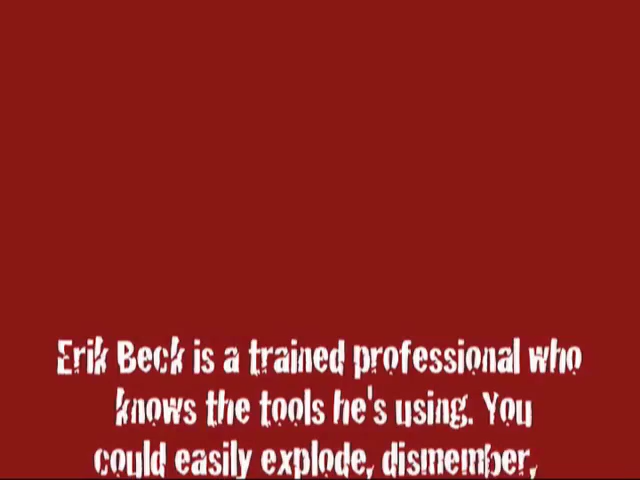 Erik Beck is a trained professional who
knows the tools he's using. You
could easily explode, dismember,